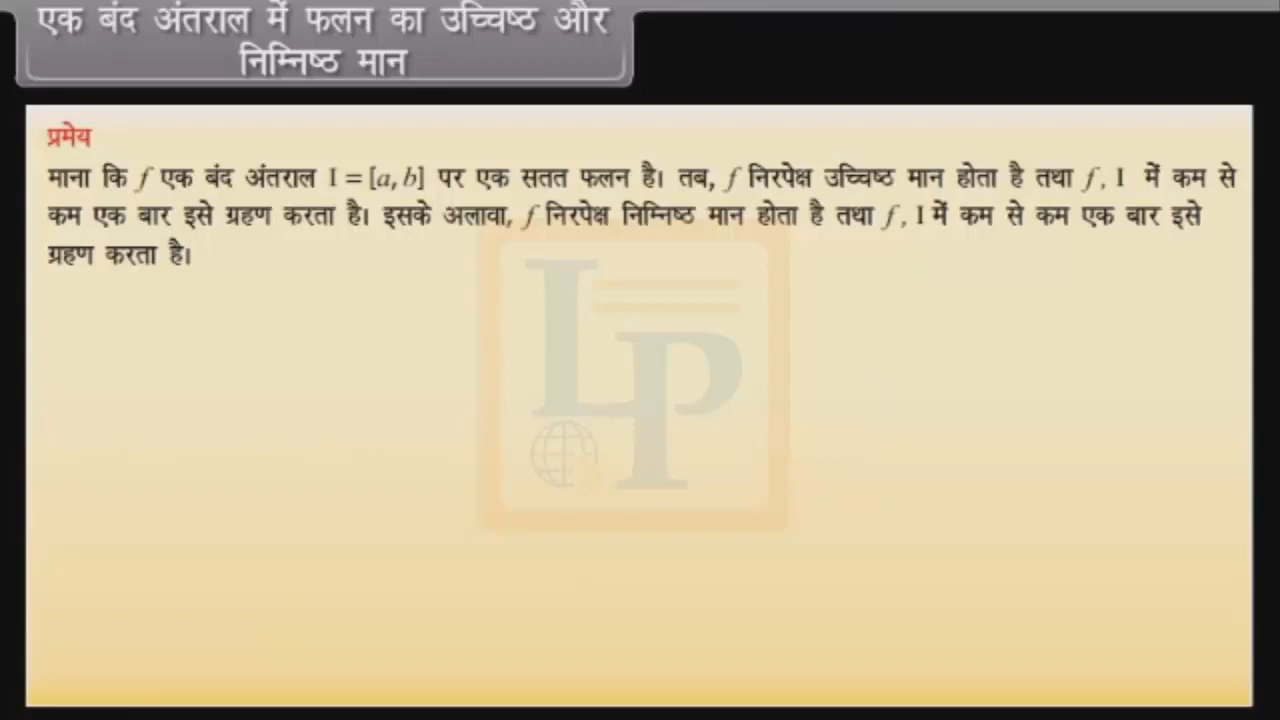 एक बंद अंतराल में फलन का उच्चिष्ठ और
निम्निष्ठ मान
प्रमेय
माना कि f एक बंद अंतराल I = [a, b] पर एक सतत फलन है। तब, f निरपेक्ष उच्चिष्ठ मान होता है तथा f, I में कम से
कम एक बार इसे ग्रहण करता है। इसके अलावा, f निरपेक्ष निम्निष्ठ मान होता है तथा f, I में कम से कम एक बार इसे
ग्रहण करता है।
LP